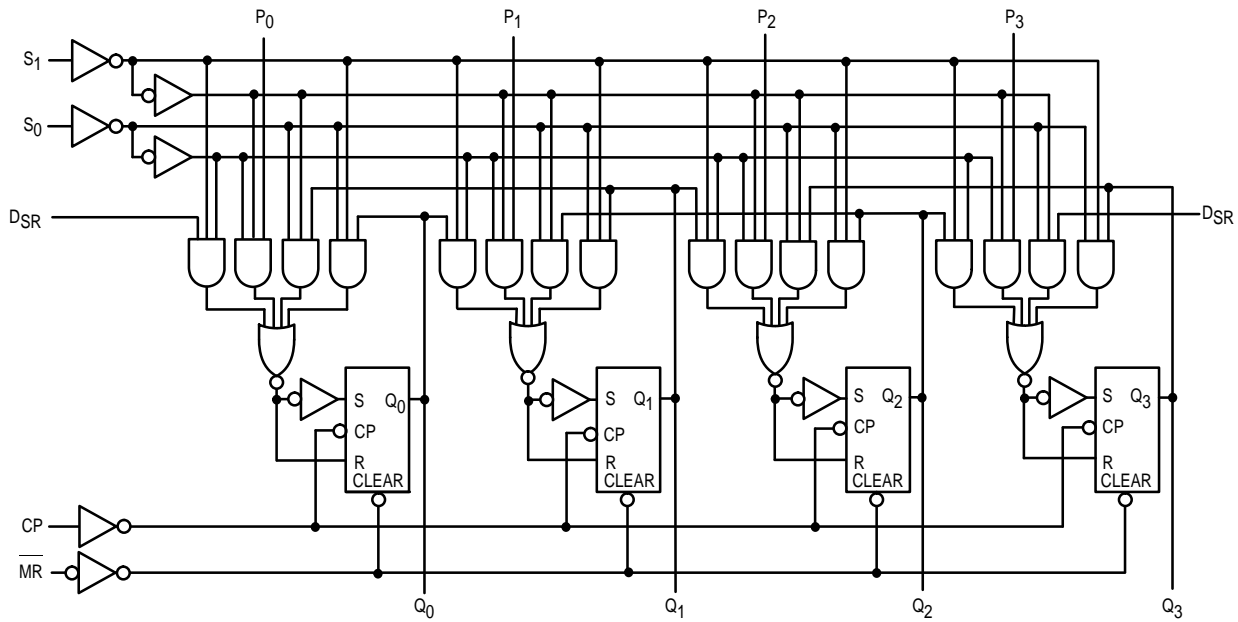 P0 P1 P2 P3
S1
S0
DSR DSR
S Q0 S Q1 S Q2 S Q3
CP CP CP CP
R R R R
CLEAR CLEAR CLEAR CLEAR
CP
MR
Q0 Q1 Q2 Q3